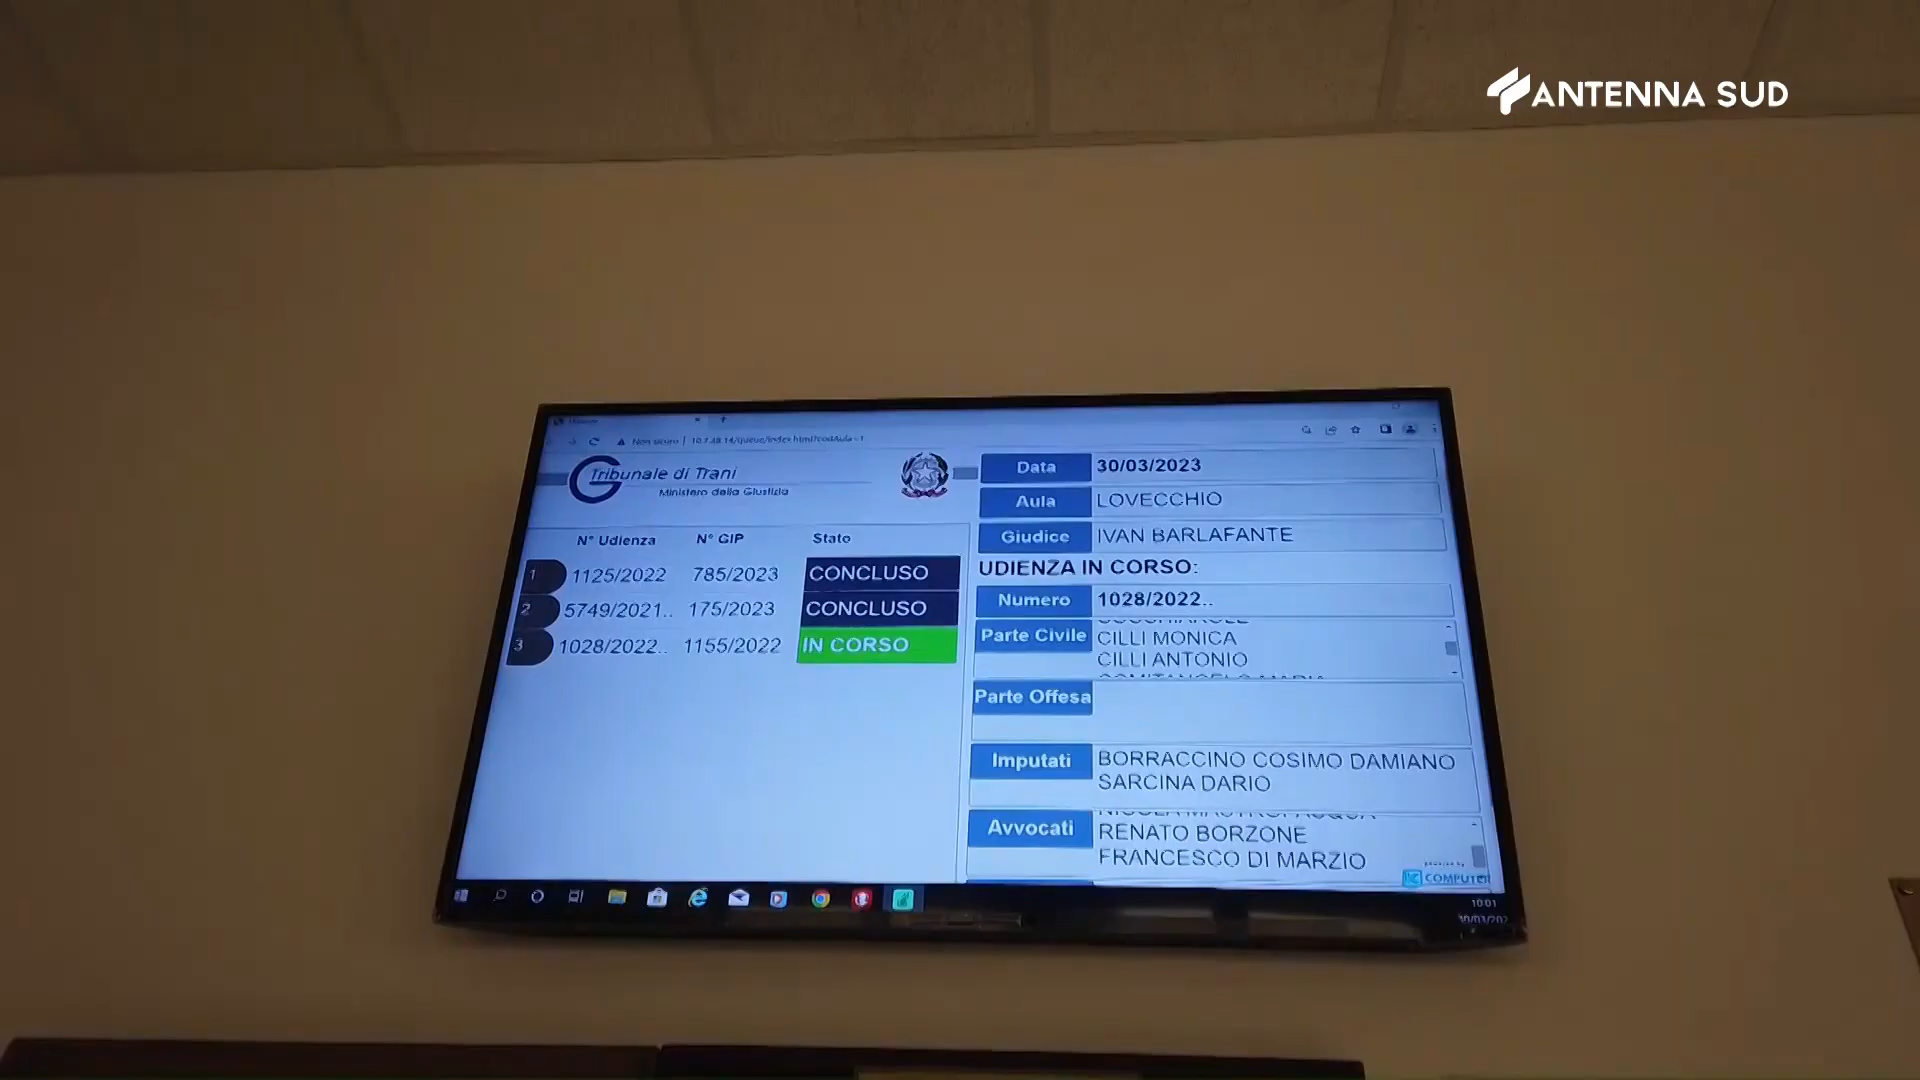 ANTENNA SUD
Non sicuro
Tribunale di Trani
Ministero della Giustizia
N° Udienza N° GIP Stato
1 1125/2022 785/2023 CONCLUSO
2 5749/2021.. 175/2023 CONCLUSO
3 1028/2022.. 1155/2022 IN CORSO
Data 30/03/2023
Aula LOVECCHIO
Giudice IVAN BARLAFANTE
UDIENZA IN CORSO:
Numero 1028/2022..
Parte Civile
CILLI MONICA
CILLI ANTONIO
Parte Offesa
Imputati BORRACCINO COSIMO DAMIANO
SARCINA DARIO
Avvocati
RENATO BORZONE
FRANCESCO DI MARZIO
COMPUTER
10:01